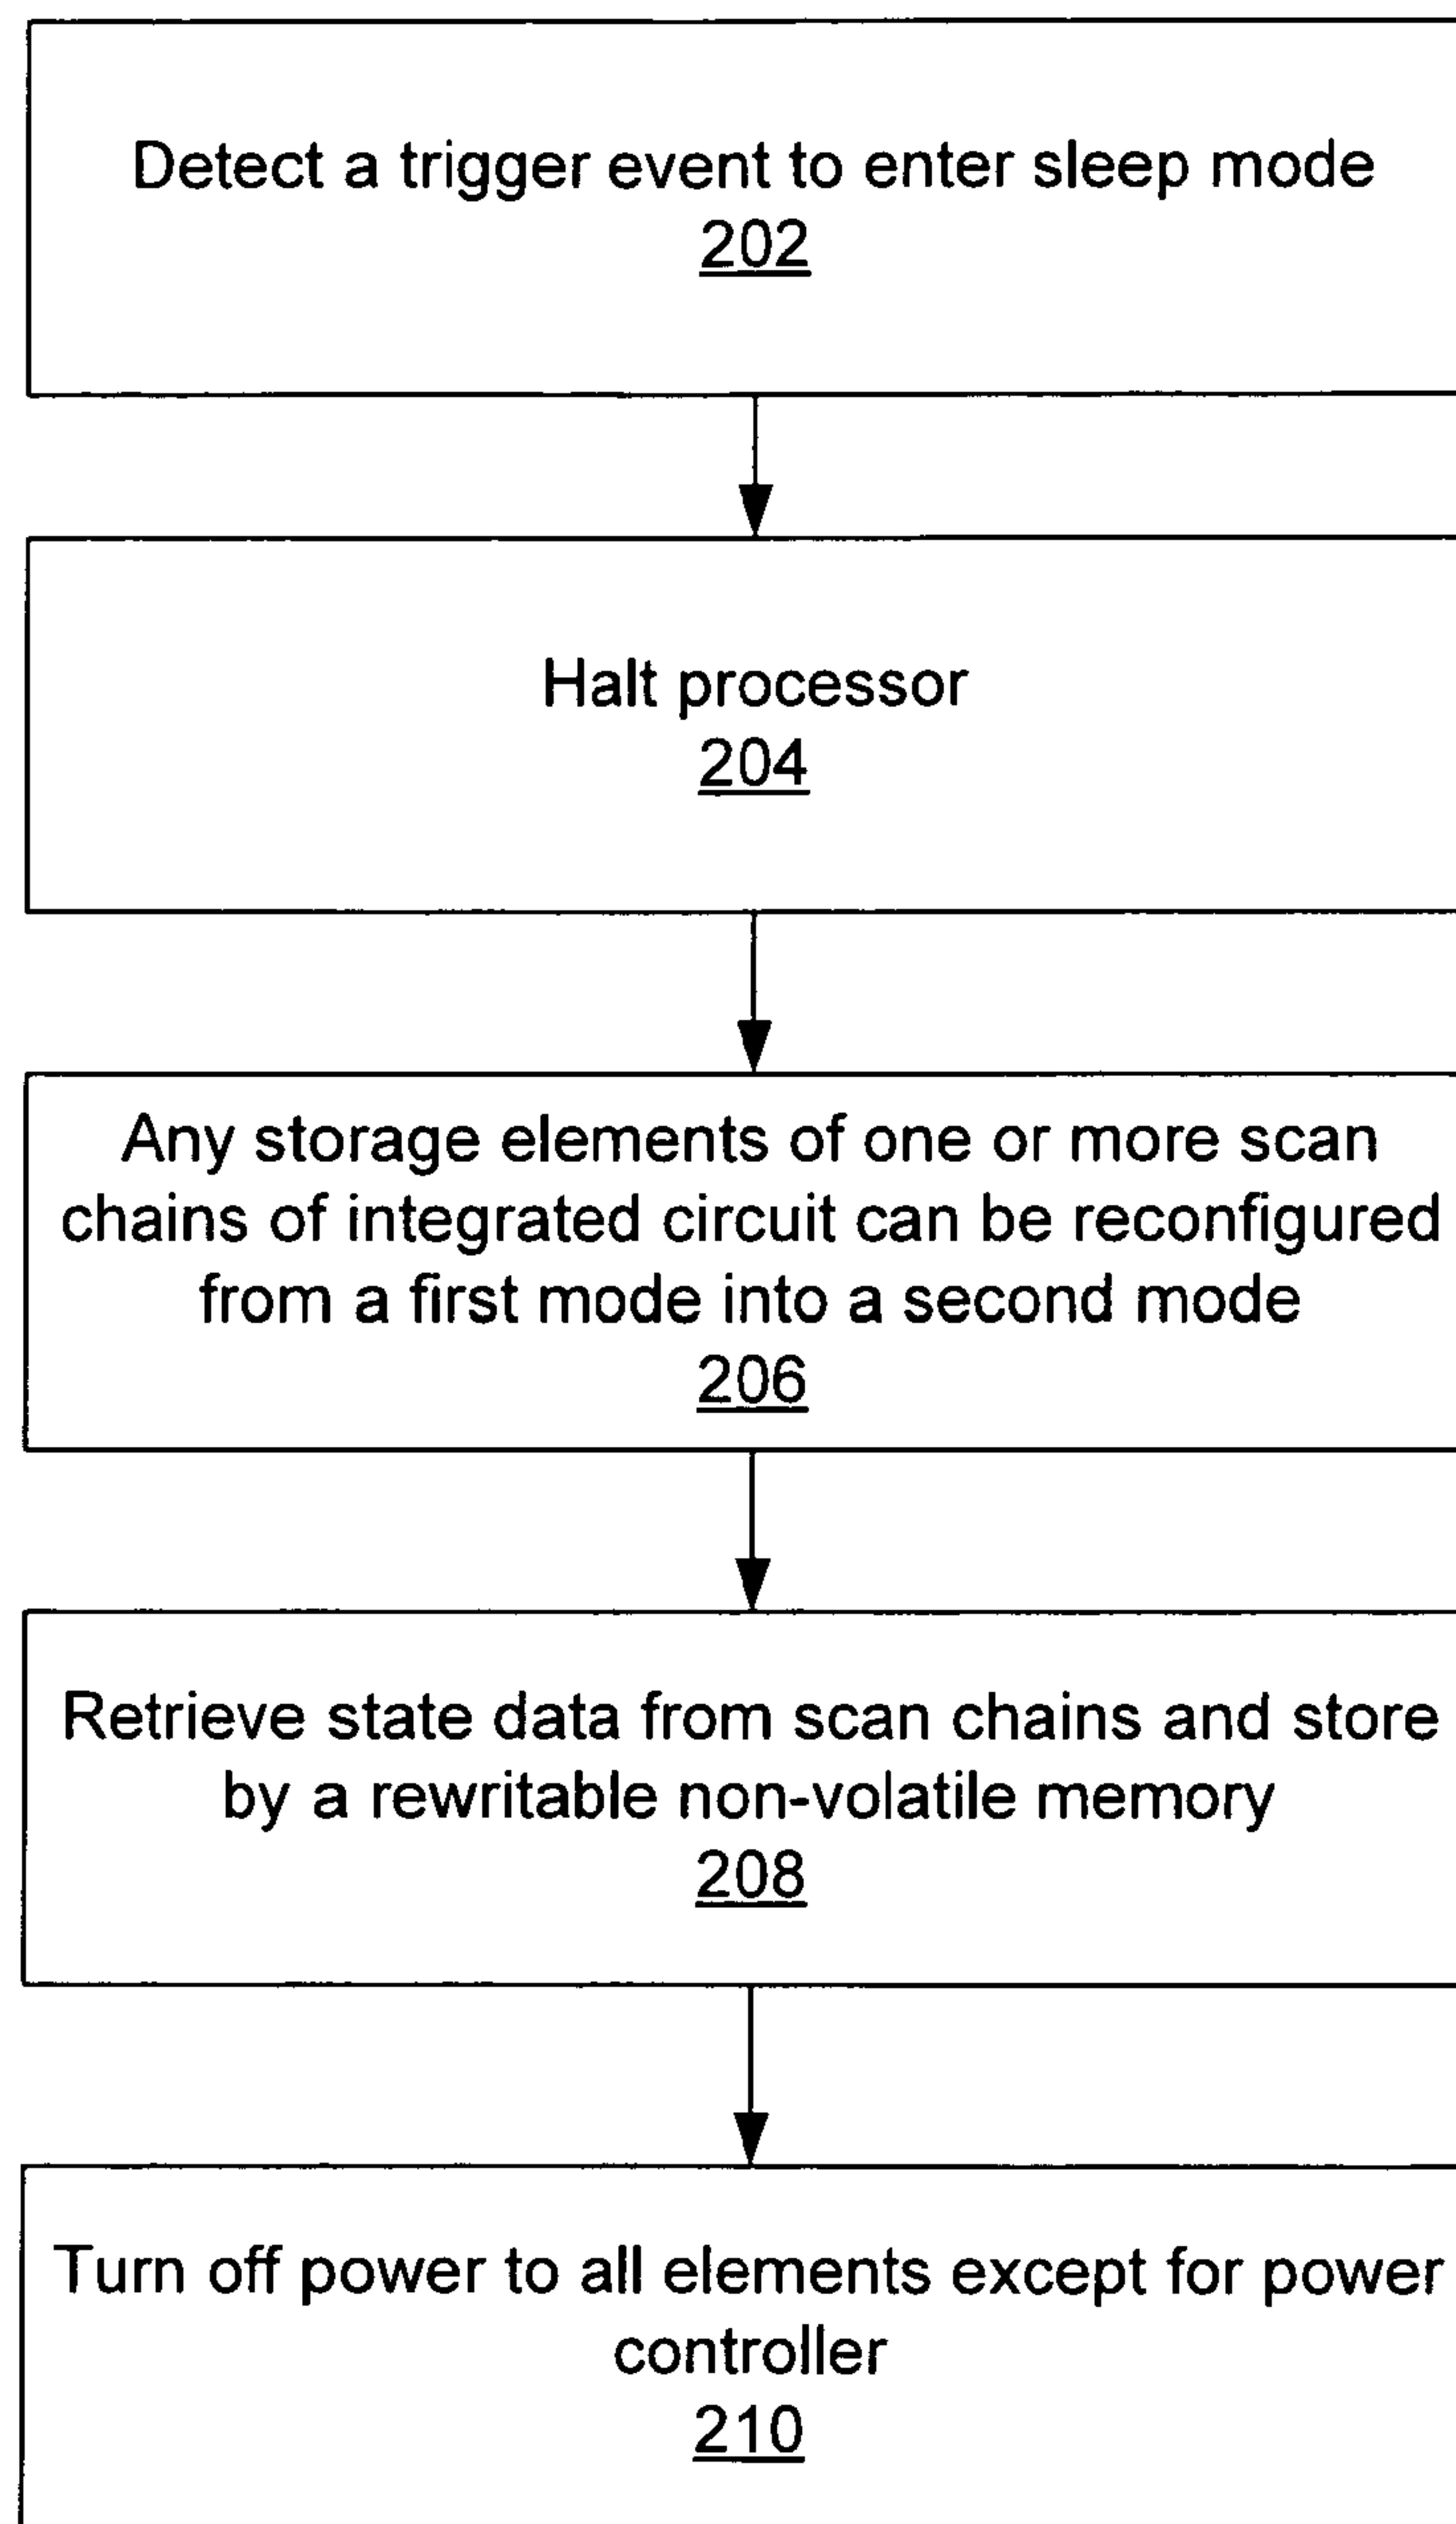 Detect a trigger event to enter sleep mode
202
Halt processor
204
Any storage elements of one or more scan
chains of integrated circuit can be reconfigured
from a first mode into a second mode
206
Retrieve state data from scan chains and store
by a rewritable non-volatile memory
208
Turn off power to all elements except for power
controller
210